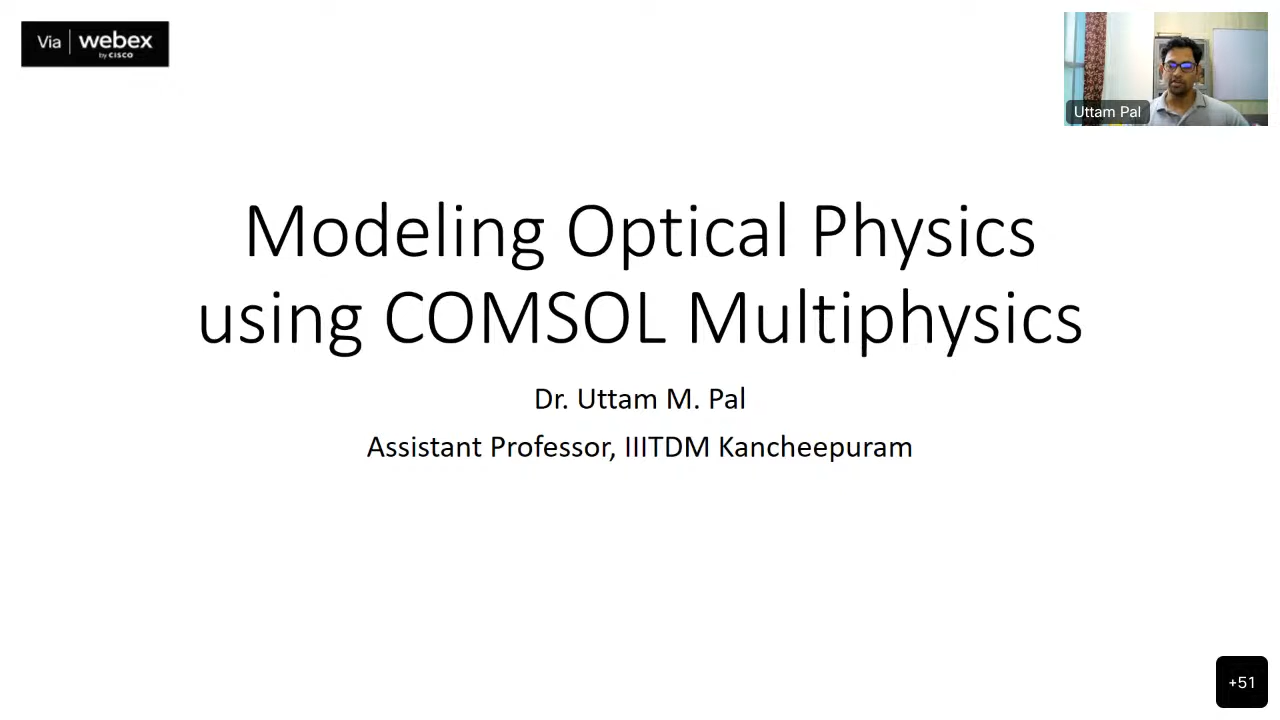 Via | webex
by CISCO
Uttam Pal
Modeling Optical Physics
using COMSOL Multiphysics
Dr. Uttam M. Pal
Assistant Professor, IIITDM Kancheepuram
+51